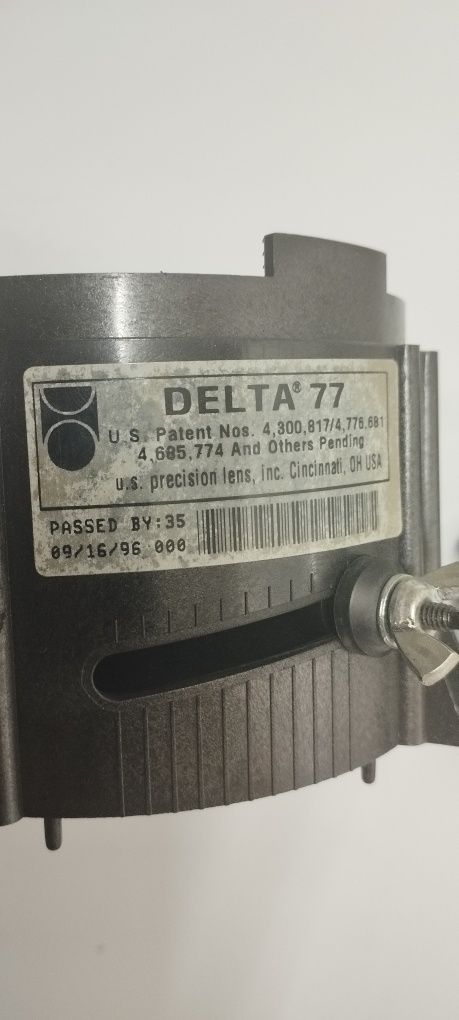 DELTA® 77
U.S. Patent Nos. 4,300,817/4,776,681
4,685,774 And Others Pending
u.s. precision lens, inc. Cincinnati, OH USA
PASSED BY:35
09/16/96 000